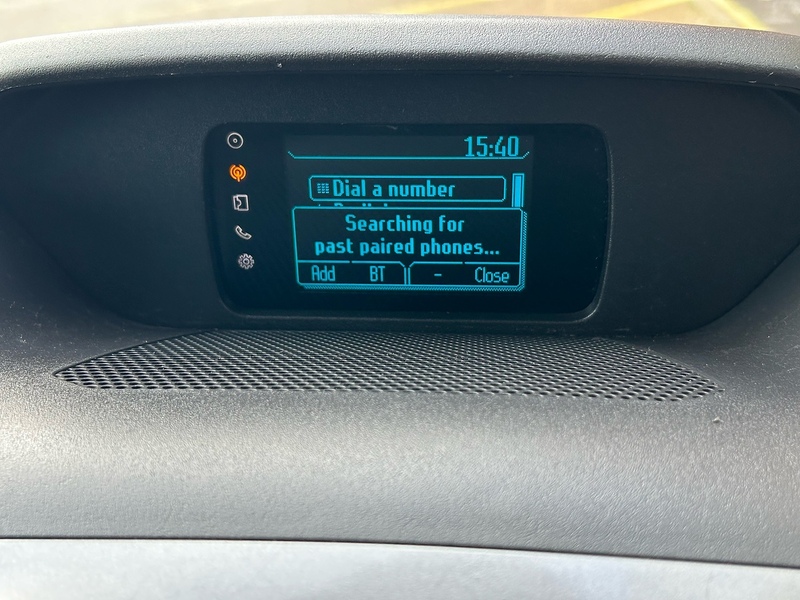 15:40
Dial a number
Searching for
past paired phones...
Add BT - Close